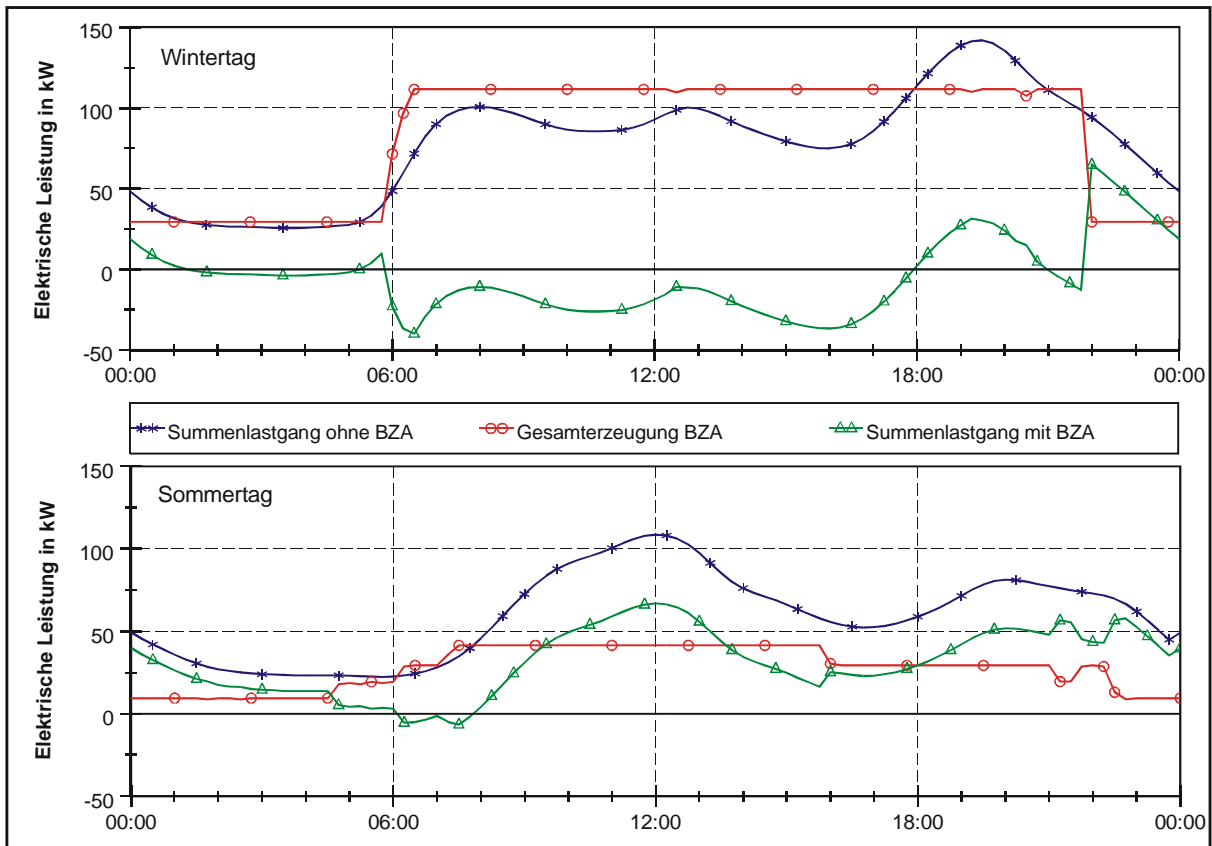 Wintertag
Elektrische Leistung in kW
150
100
50
0
-50
00:00 06:00 12:00 18:00 00:00
Summenlastgang ohne BZA Gesamterzeugung BZA Summenlastgang mit BZA
Sommertag
Elektrische Leistung in kW
150
100
50
0
-50
00:00 06:00 12:00 18:00 00:00